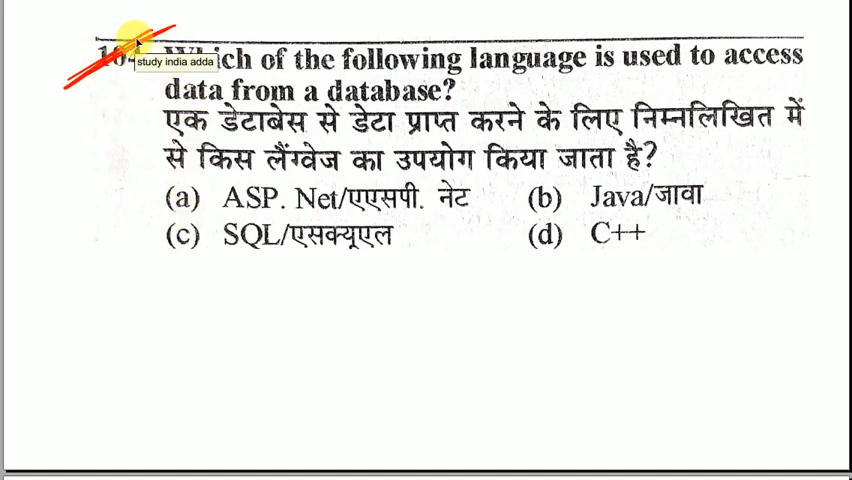 study india adda
Which of the following language is used to access
data from a database?
एक डेटाबेस से डेटा प्राप्त करने के लिए निम्नलिखित में
से किस लैंग्वेज का उपयोग किया जाता है?
(a) ASP. Net/एएसपी. नेट (b) Java/जावा
(c) SQL/एसक्यूएल (d) C++